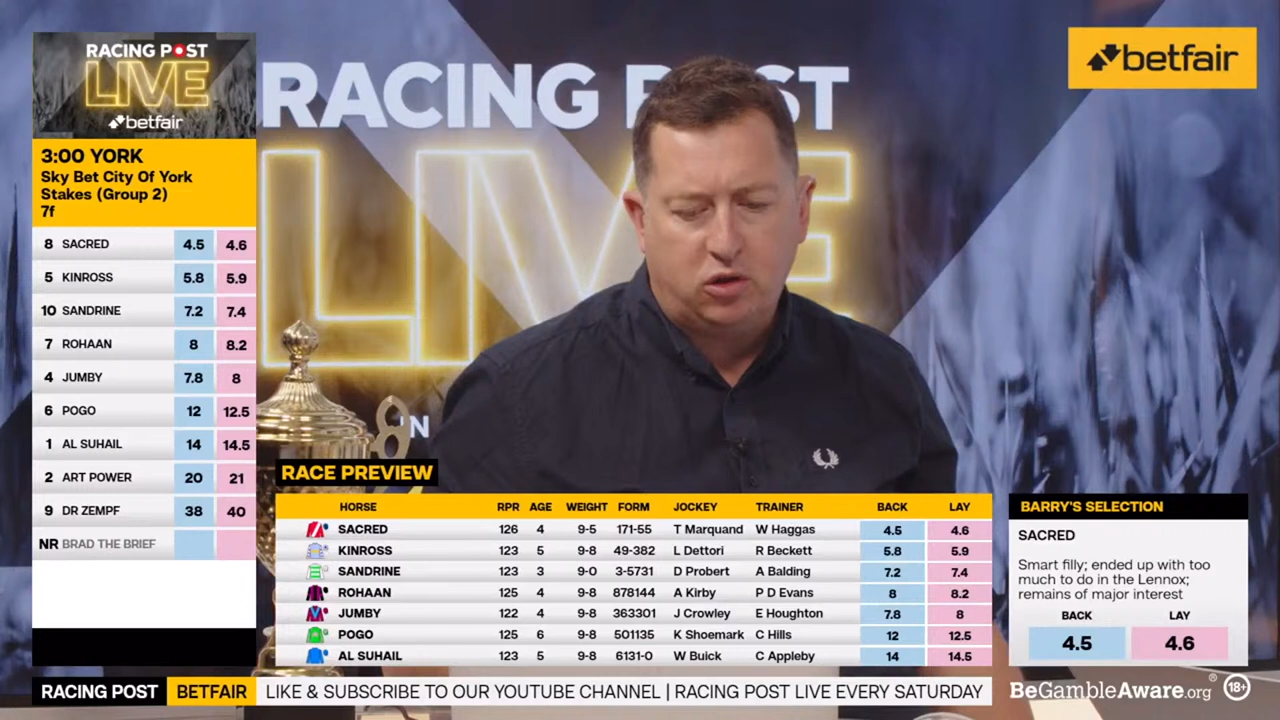 RACING POST
LIVE
betfair
RACING P ST
LIVE
betfair
3:00 YORK
Sky Bet City Of York
Stakes (Group 2)
7f
8 SACRED 4.5 4.6
5 KINROSS 5.8 5.9
10 SANDRINE 7.2 7.4
7 ROHAAN 8 8.2
4 JUMBY 7.8 8
6 POGO 12 12.5
1 AL SUHAIL 14 14.5
2 ART POWER 20 21
9 DR ZEMPF 38 40
NR BRAD THE BRIEF
RACE PREVIEW
HORSE RPR AGE WEIGHT FORM JOCKEY TRAINER BACK LAY
SACRED 126 4 9-5 171-55 T Marquand W Haggas 4.5 4.6
KINROSS 123 5 9-8 49-382 L Dettori R Beckett 5.8 5.9
SANDRINE 123 3 9-0 3-5731 D Probert A Balding 7.2 7.4
ROHAAN 125 4 9-8 878144 A Kirby P D Evans 8 8.2
JUMBY 122 4 9-8 363301 J Crowley E Houghton 7.8 8
POGO 125 6 9-8 501135 K Shoemark C Hills 12 12.5
AL SUHAIL 123 5 9-8 6131-0 W Buick C Appleby 14 14.5
BARRY'S SELECTION
SACRED
Smart filly; ended up with too
much to do in the Lennox;
remains of major interest
BACK LAY
4.5 4.6
RACING POST BETFAIR LIKE & SUBSCRIBE TO OUR YOUTUBE CHANNEL | RACING POST LIVE EVERY SATURDAY
BeGambleAware.org® 18+